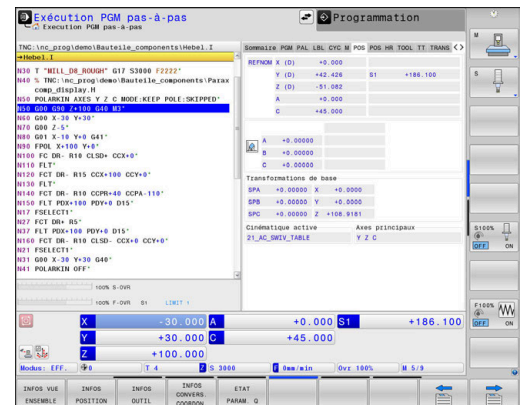 Exécution PGM pas-à-pas
Execution PGM pas-à-pas
Programmation
TNC:\nc_prog\demo\Bauteile_components\Hebel.I
→Hebel.I
N30 T "MILL_D8_ROUGH" G17 S3000 F2222*
N40 % TNC:\nc_prog\demo\Bauteile_components\Parax
comp_display.H
N50 POLARKIN AXES Y Z C MODE:KEEP POLE:SKIPPED*
N50 G00 G90 Z+100 G40 M3*
N60 G00 X-30 Y+30*
N70 G00 Z-5*
N80 G01 X-10 Y+0 G41*
N90 FPOL X+100 Y+0*
N100 FC DR- R10 CLSD+ CCX+0*
N110 FLT*
N120 FCT DR- R15 CCX+100 CCY+0*
N130 FLT*
N140 FCT DR- R10 CCPR+40 CCPA-110*
N150 FLT PDX+100 PDY+0 D15*
N17 FSELECT1*
N27 FCT DR+ R5*
N37 FLT PDX+100 PDY+0 D15*
N160 FCT DR- R10 CLSD- CCX+0 CCY+0*
N21 FSELECT1*
N31 G00 X-30 Y+30 G40*
N41 POLARKIN OFF*
Sommaire PGM PAL LBL CYC M POS POS HR TOOL TT TRANS
REFNOM X (D) +0.000
Y (D) +42.426 S1 +186.100
Z (D) -51.082
A +0.000
C +45.000
A +0.00000
B +0.00000
C +0.00000
Transformations de base
SPA +0.00000 X +0.0000
SPB +0.00000 Y +0.0000
SPC +0.00000 Z +108.9181
Cinématique active Axes principaux
21_AC_SWIV_TABLE Y Z C
100% S-OVR
100% F-OVR S1 LIMIT 1
X -30.000 A +0.000 S1 +186.100
Y +30.000 C +45.000
Z +100.000
Modus: EFF. 0 T 4 Z S 3000 F 0mm/min Ovr 100% M 5/9
INFOS VUE ENSEMBLE
INFOS POSITION
INFOS OUTIL
INFOS CONVERS. COORDON.
ETAT PARAM. Q
M
S
S100%
OFF ON
F100%
OFF ON